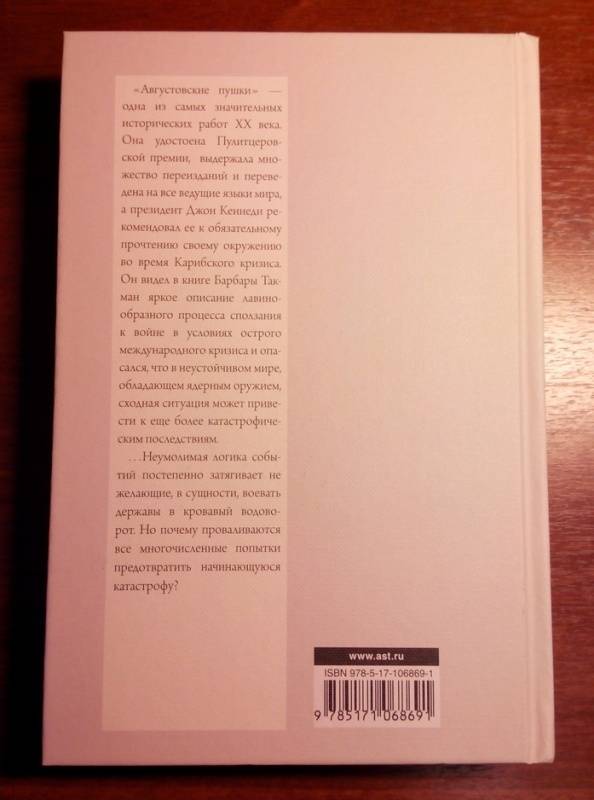 «Августовские пушки» —
одна из самых значительных
исторических работ XX века.
Она удостоена Пулитцеров-
ской премии, выдержала мно-
жество переизданий и переве-
дена на все ведущие языки мира,
а президент Джон Кеннеди ре-
комендовал ее к обязательному
прочтению своему окружению
во время Карибского кризиса.
Он видел в книге Барбары Так-
ман яркое описание лавино-
образного процесса сползания
к войне в условиях острого
международного кризиса и опа-
сался, что в неустойчивом мире,
обладающем ядерным оружием,
сходная ситуация может приве-
сти к еще более катастрофиче-
ским последствиям.
…Неумолимая логика собы-
тий постепенно затягивает не
желающие, в сущности, воевать
державы в кровавый водово-
рот. Но почему проваливаются
все многочисленные попытки
предотвратить начинающуюся
катастрофу?
www.ast.ru
ISBN 978-5-17-106869-1
9 785171 068691